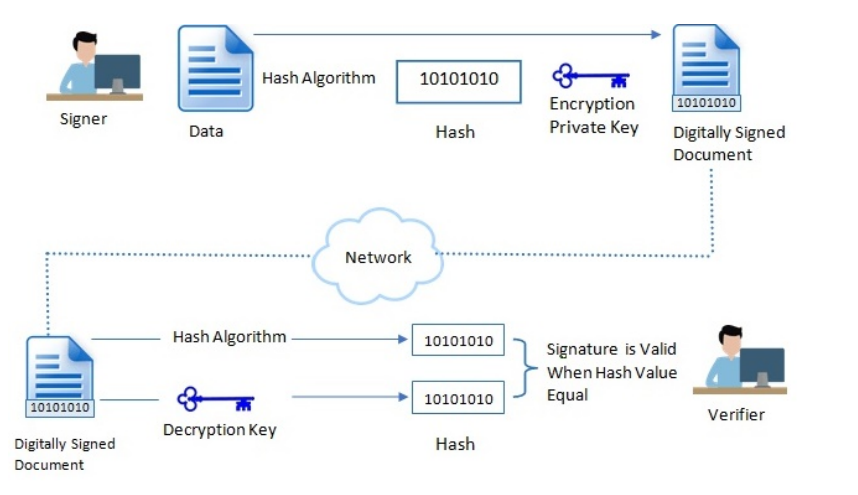 Signer
Data
Hash Algorithm
10101010
Hash
Encryption
Private Key
10101010
Digitally Signed
Document
Network
10101010
Digitally Signed
Document
Hash Algorithm
10101010
Decryption Key
10101010
Hash
Signature is Valid
When Hash Value
Equal
Verifier